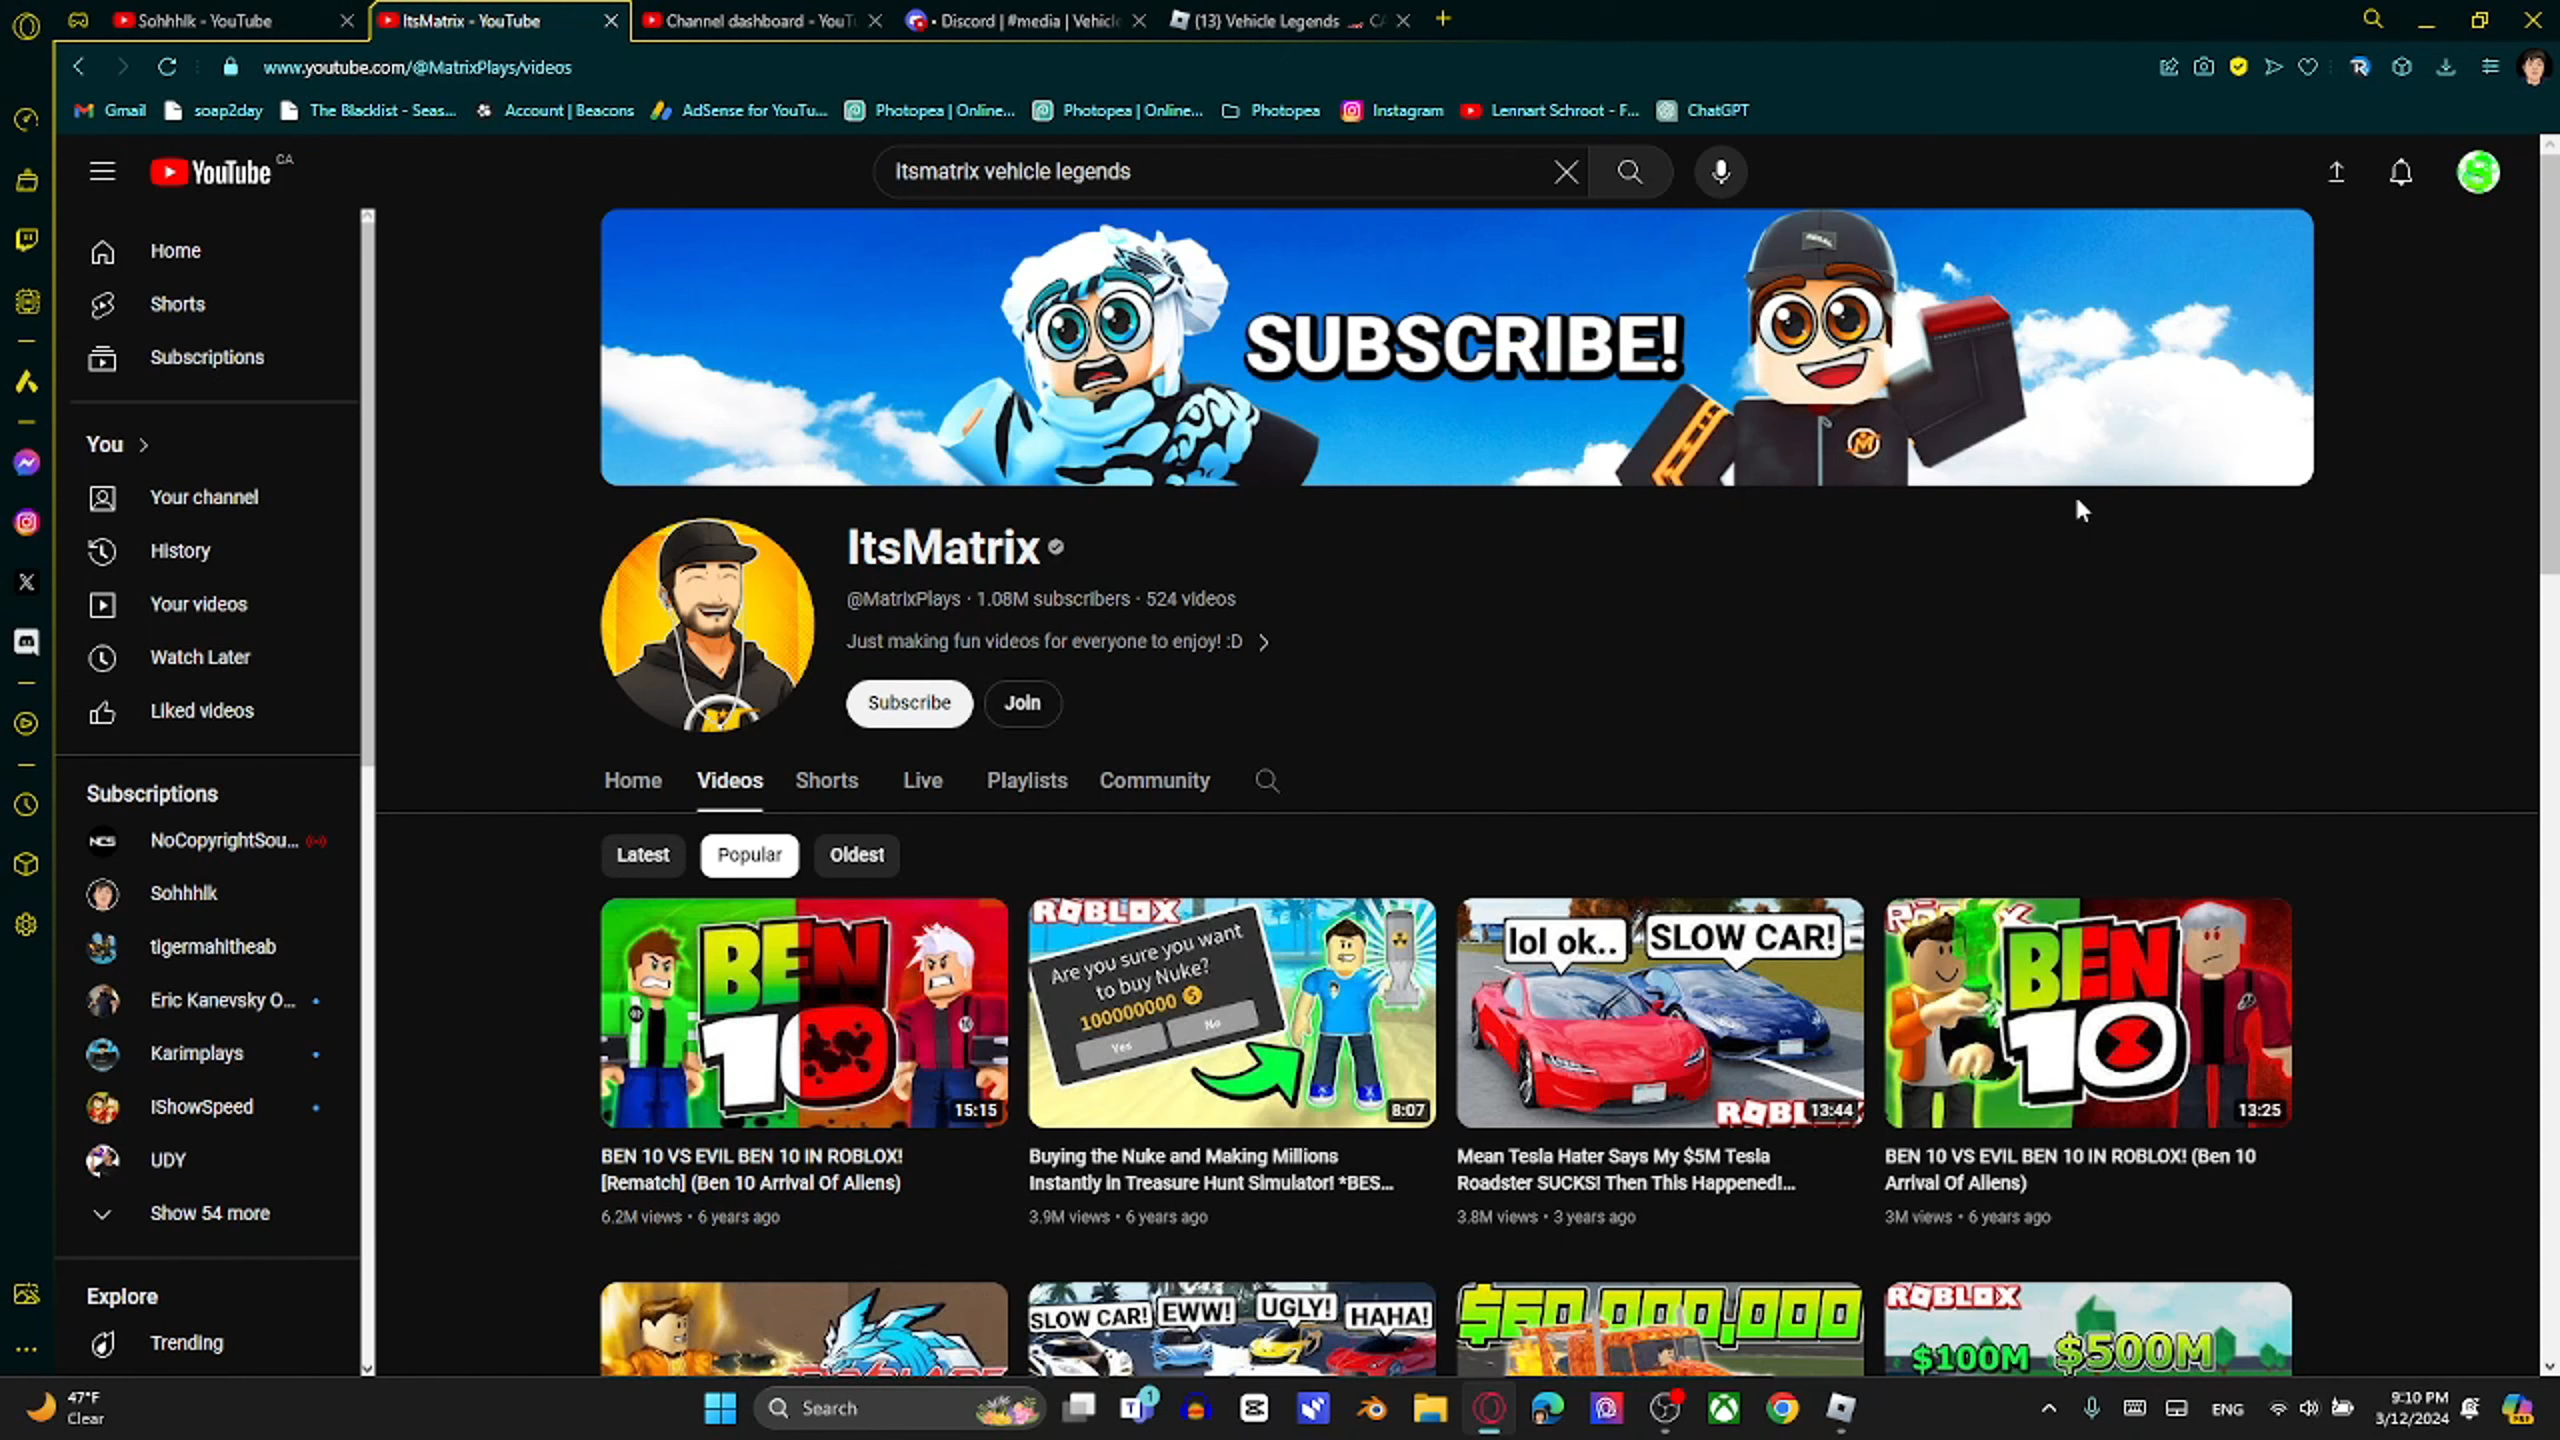 Sohhhlk - YouTube
ItsMatrix - YouTube
Channel dashboard - YouT
• Discord | #media | Vehicle
(13) Vehicle Legends
www.youtube.com/@MatrixPlays/videos
Gmail
soap2day
The Blacklist - Seas...
Account | Beacons
AdSense for YouTu...
Photopea | Online...
Photopea | Online...
Photopea
Instagram
Lennart Schroot - F...
ChatGPT
YouTube CA
Itsmatrix vehicle legends
Home
Shorts
Subscriptions
You
Your channel
History
Your videos
Watch Later
Liked videos
Subscriptions
NCS
NoCopyrightSou...
Sohhhlk
tigermahitheab
Eric Kanevsky O...
Karimplays
IShowSpeed
UDY
Show 54 more
Explore
Trending
SUBSCRIBE!
ItsMatrix
@MatrixPlays · 1.08M subscribers · 524 videos
Just making fun videos for everyone to enjoy! :D
Subscribe
Join
Home
Videos
Shorts
Live
Playlists
Community
Latest
Popular
Oldest
BEN
10
15:15
BEN 10 VS EVIL BEN 10 IN ROBLOX!
[Rematch] (Ben 10 Arrival Of Aliens)
6.2M views · 6 years ago
ROBLOX
Are you sure you want
to buy Nuke?
100000000
Yes
No
8:07
Buying the Nuke and Making Millions
Instantly in Treasure Hunt Simulator! *BES...
3.9M views · 6 years ago
lol ok..
SLOW CAR!
13:44
Mean Tesla Hater Says My $5M Tesla
Roadster SUCKS! Then This Happened!...
3.8M views · 3 years ago
BEN
10
13:25
BEN 10 VS EVIL BEN 10 IN ROBLOX! (Ben 10
Arrival Of Aliens)
3M views · 6 years ago
SLOW CAR!
EWW!
UGLY!
HAHA!
$60,000,000
ROBLOX
$100M
$500M
47°F
Clear
Search
1
ENG
9:10 PM
3/12/2024